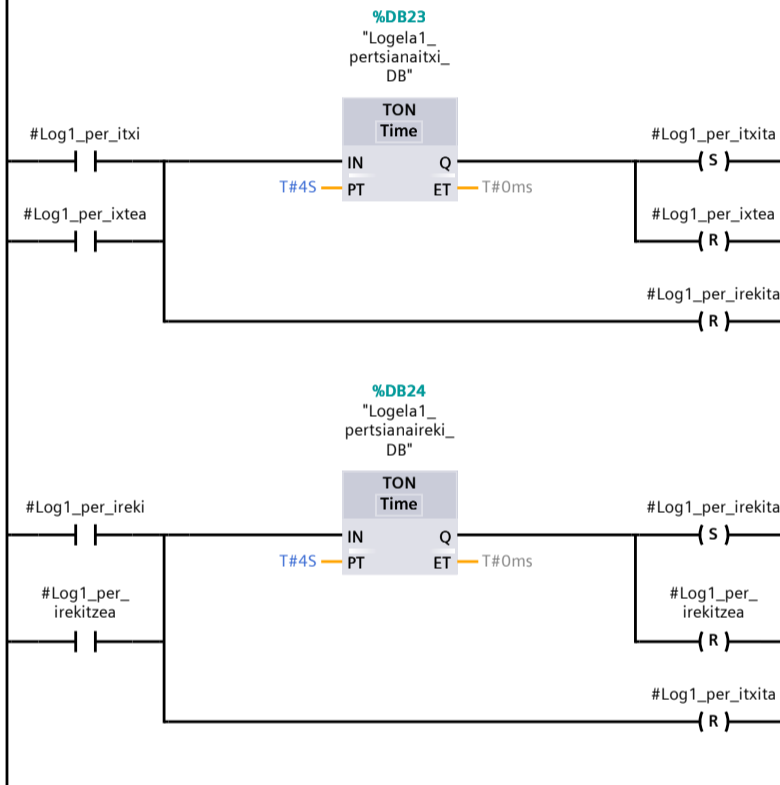 %DB23
"Logela1_
pertsianaitxi_
DB"
TON
Time
#Log1_per_itxi
#Log1_per_itxita
S
IN
Q
T#4S
PT
ET
T#0ms
#Log1_per_ixtea
#Log1_per_ixtea
R
#Log1_per_irekita
R
%DB24
"Logela1_
pertsianaireki_
DB"
TON
Time
#Log1_per_ireki
#Log1_per_irekita
S
IN
Q
T#4S
PT
ET
T#0ms
#Log1_per_
irekitzea
#Log1_per_
irekitzea
R
#Log1_per_itxita
R